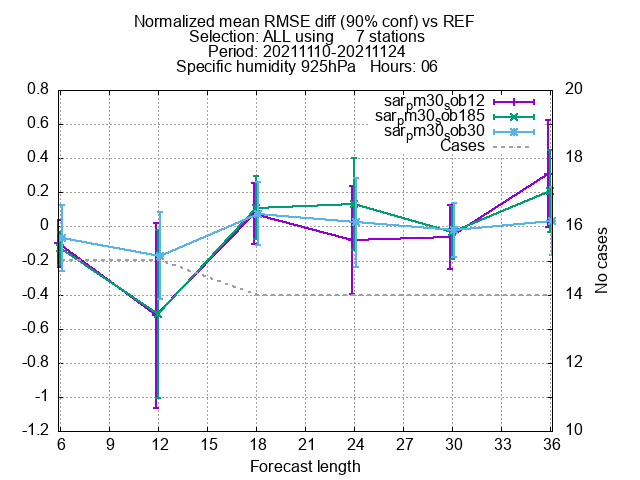 Normalized mean RMSE diff (90% conf) vs REF
Selection: ALL using 7 stations
Period: 20211110-20211124
Specific humidity 925hPa Hours: 06
sarpm30sob12
sarpm30sob185
sarpm30sob30
Cases
0.8
0.6
0.4
0.2
0
-0.2
-0.4
-0.6
-0.8
-1
-1.2
20
18
16
14
12
10
No cases
6 9 12 15 18 21 24 27 30 33 36
Forecast length